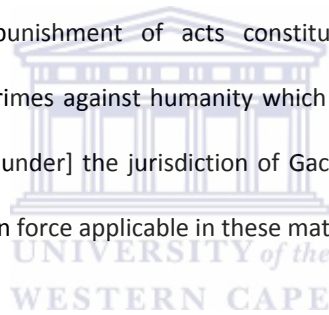 punishment of acts constitu
rimes against humanity which
under] the jurisdiction of Gac
n force applicable in these mat
UNIVERSITY of the
WESTERN CAPE